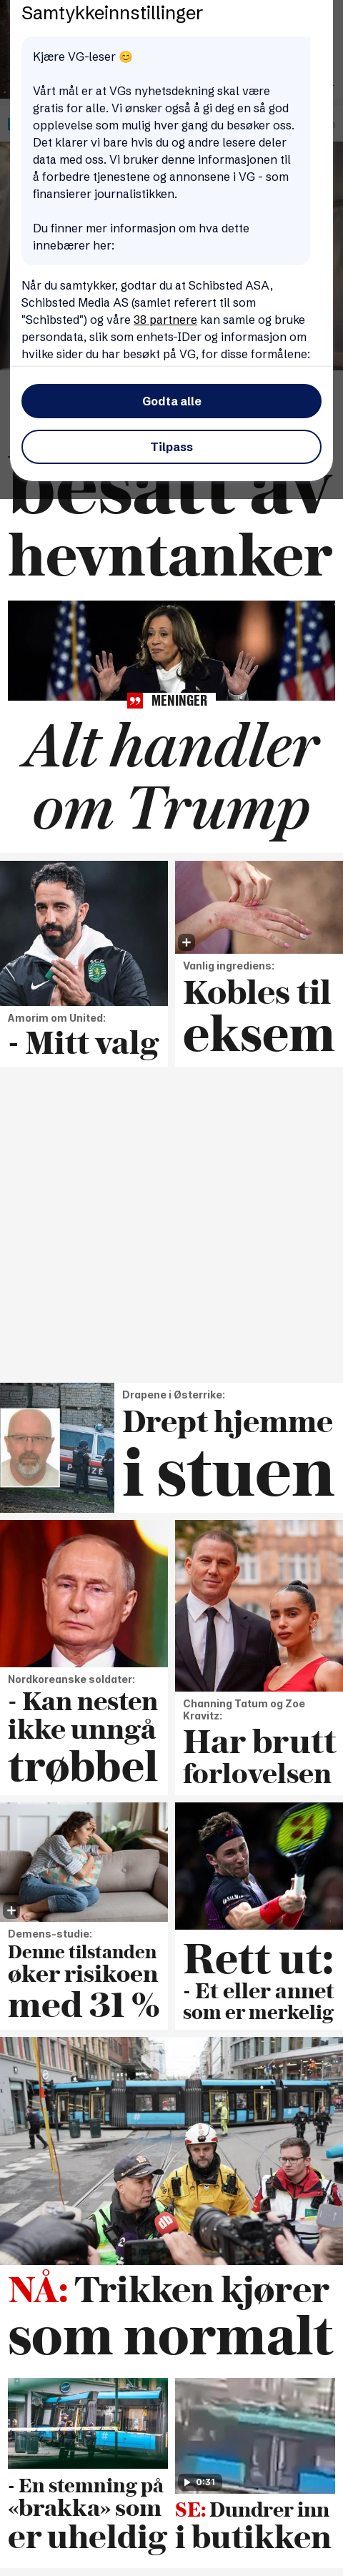 Samtykkeinnstillinger
Kjære VG-leser 😊
Vårt mål er at VGs nyhetsdekning skal være
gratis for alle. Vi ønsker også å gi deg en så god
opplevelse som mulig hver gang du besøker oss.
Det klarer vi bare hvis du og andre lesere deler
data med oss. Vi bruker denne informasjonen til
å forbedre tjenestene og annonsene i VG - som
finansierer journalistikken.
Du finner mer informasjon om hva dette
innebærer her:
Når du samtykker, godtar du at Schibsted ASA,
Schibsted Media AS (samlet referert til som
"Schibsted") og våre 38 partnere kan samle og bruke
persondata, slik som enhets-IDer og informasjon om
hvilke sider du har besøkt på VG, for disse formålene:
Godta alle
Tilpass
besatt av
hevntanker
MENINGER
Alt handler
om Trump
Amorim om United:
- Mitt valg
Vanlig ingrediens:
Kobles til
eksem
Drapene i Østerrike:
Drept hjemme
i stuen
Nordkoreanske soldater:
- Kan nesten
ikke unngå
trøbbel
Channing Tatum og Zoe
Kravitz:
Har brutt
forlovelsen
Demens-studie:
Denne tilstanden
øker risikoen
med 31 %
Rett ut:
- Et eller annet
som er merkelig
NÅ: Trikken kjører
som normalt
- En stemning på
«brakka» som
er uheldig
0:31
SE: Dundrer inn
i butikken